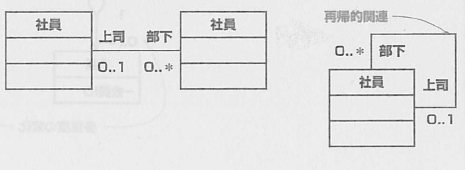 社員
上司 部下
0..1 0..*
社員
再帰的関連
0..* 部下
社員
上司
0..1